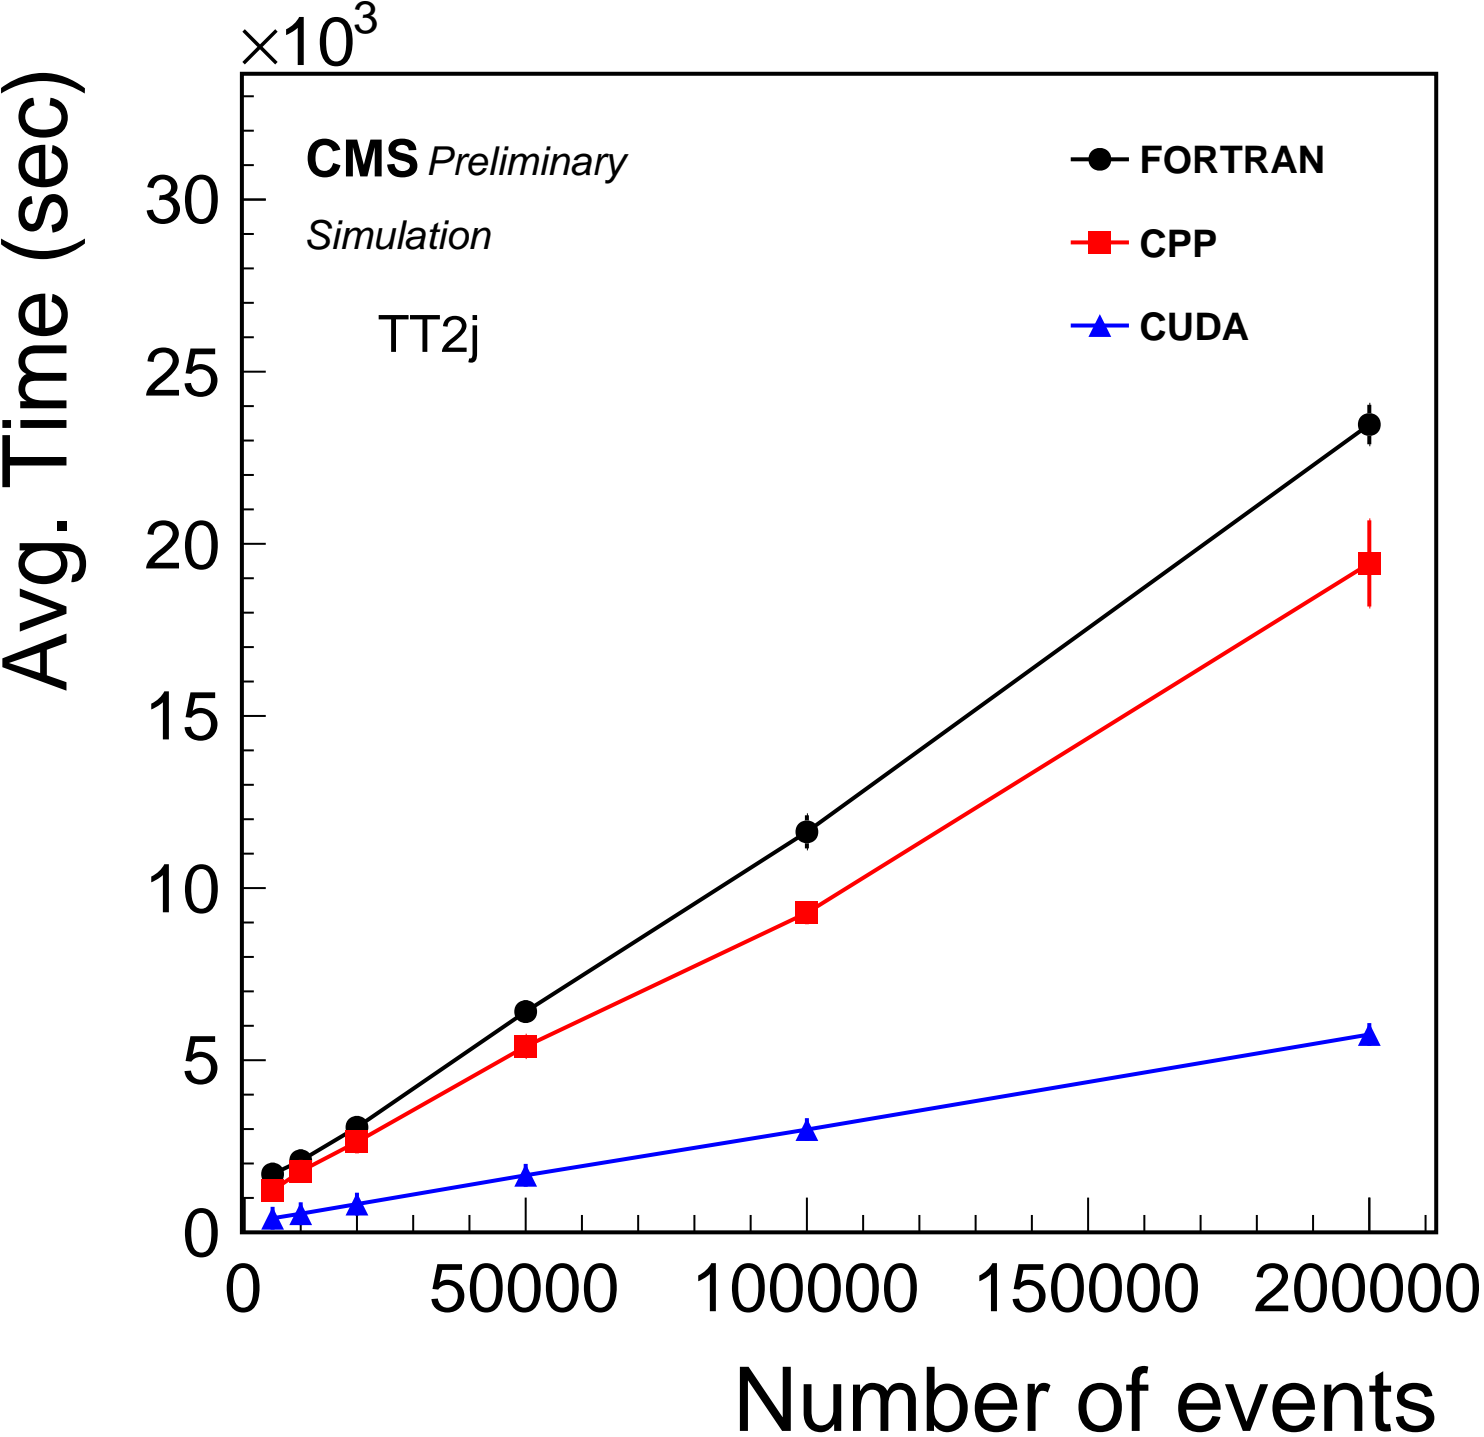 ×10³
CMS Preliminary
Simulation
TT2j
FORTRAN
CPP
CUDA
Avg. Time (sec)
30
25
20
15
10
5
0
0 50000 100000 150000 200000
Number of events